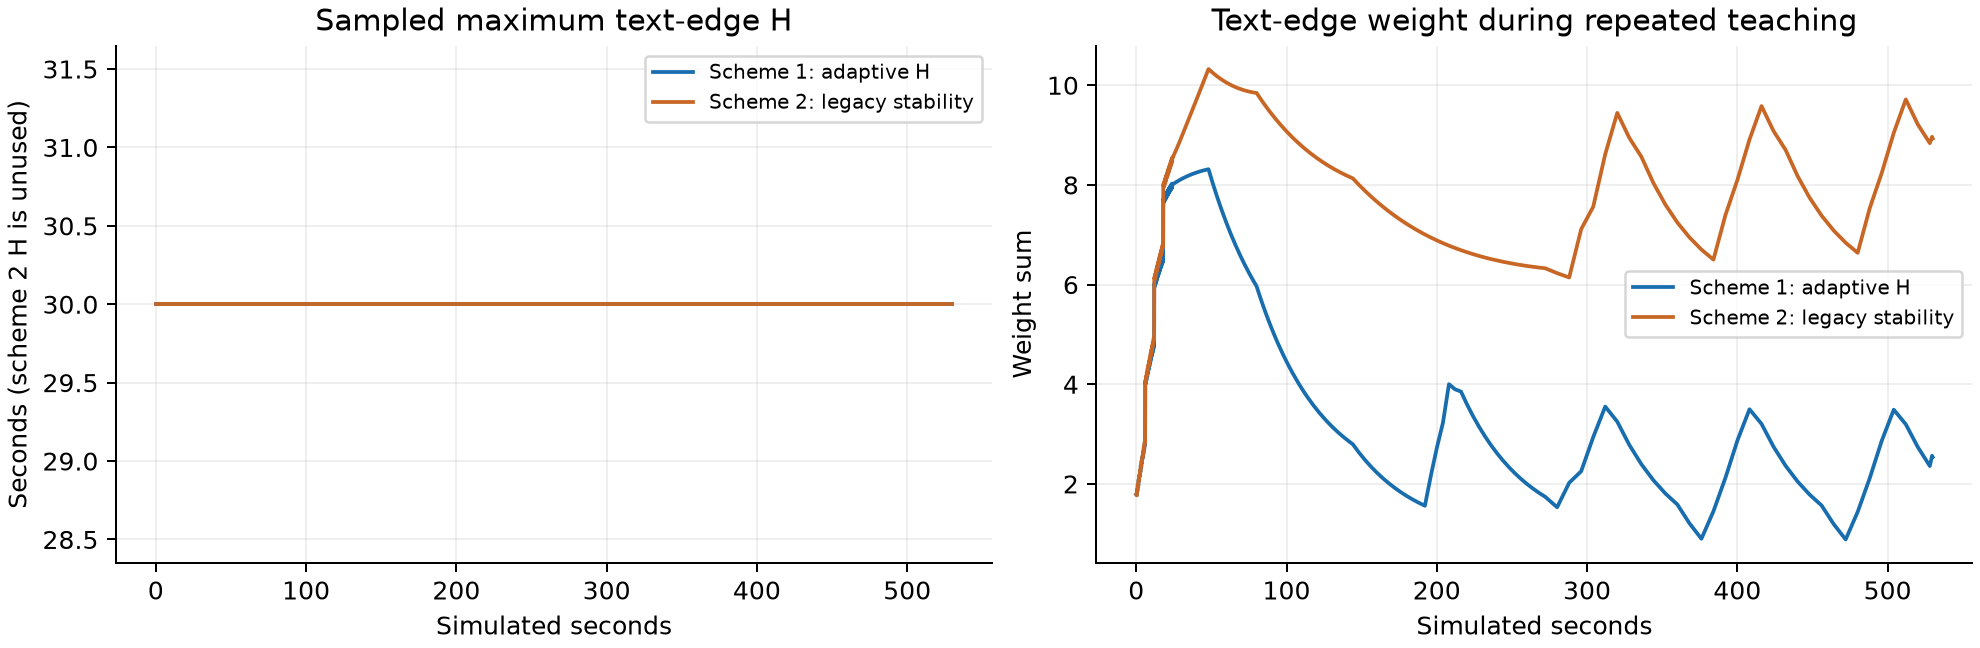 Sampled maximum text-edge H
Seconds (scheme 2 H is unused)
31.5
31.0
30.5
30.0
29.5
29.0
28.5
Scheme 1: adaptive H
Scheme 2: legacy stability
0 100 200 300 400 500
Simulated seconds
Text-edge weight during repeated teaching
Weight sum
10
8
6
4
2
Scheme 1: adaptive H
Scheme 2: legacy stability
0 100 200 300 400 500
Simulated seconds